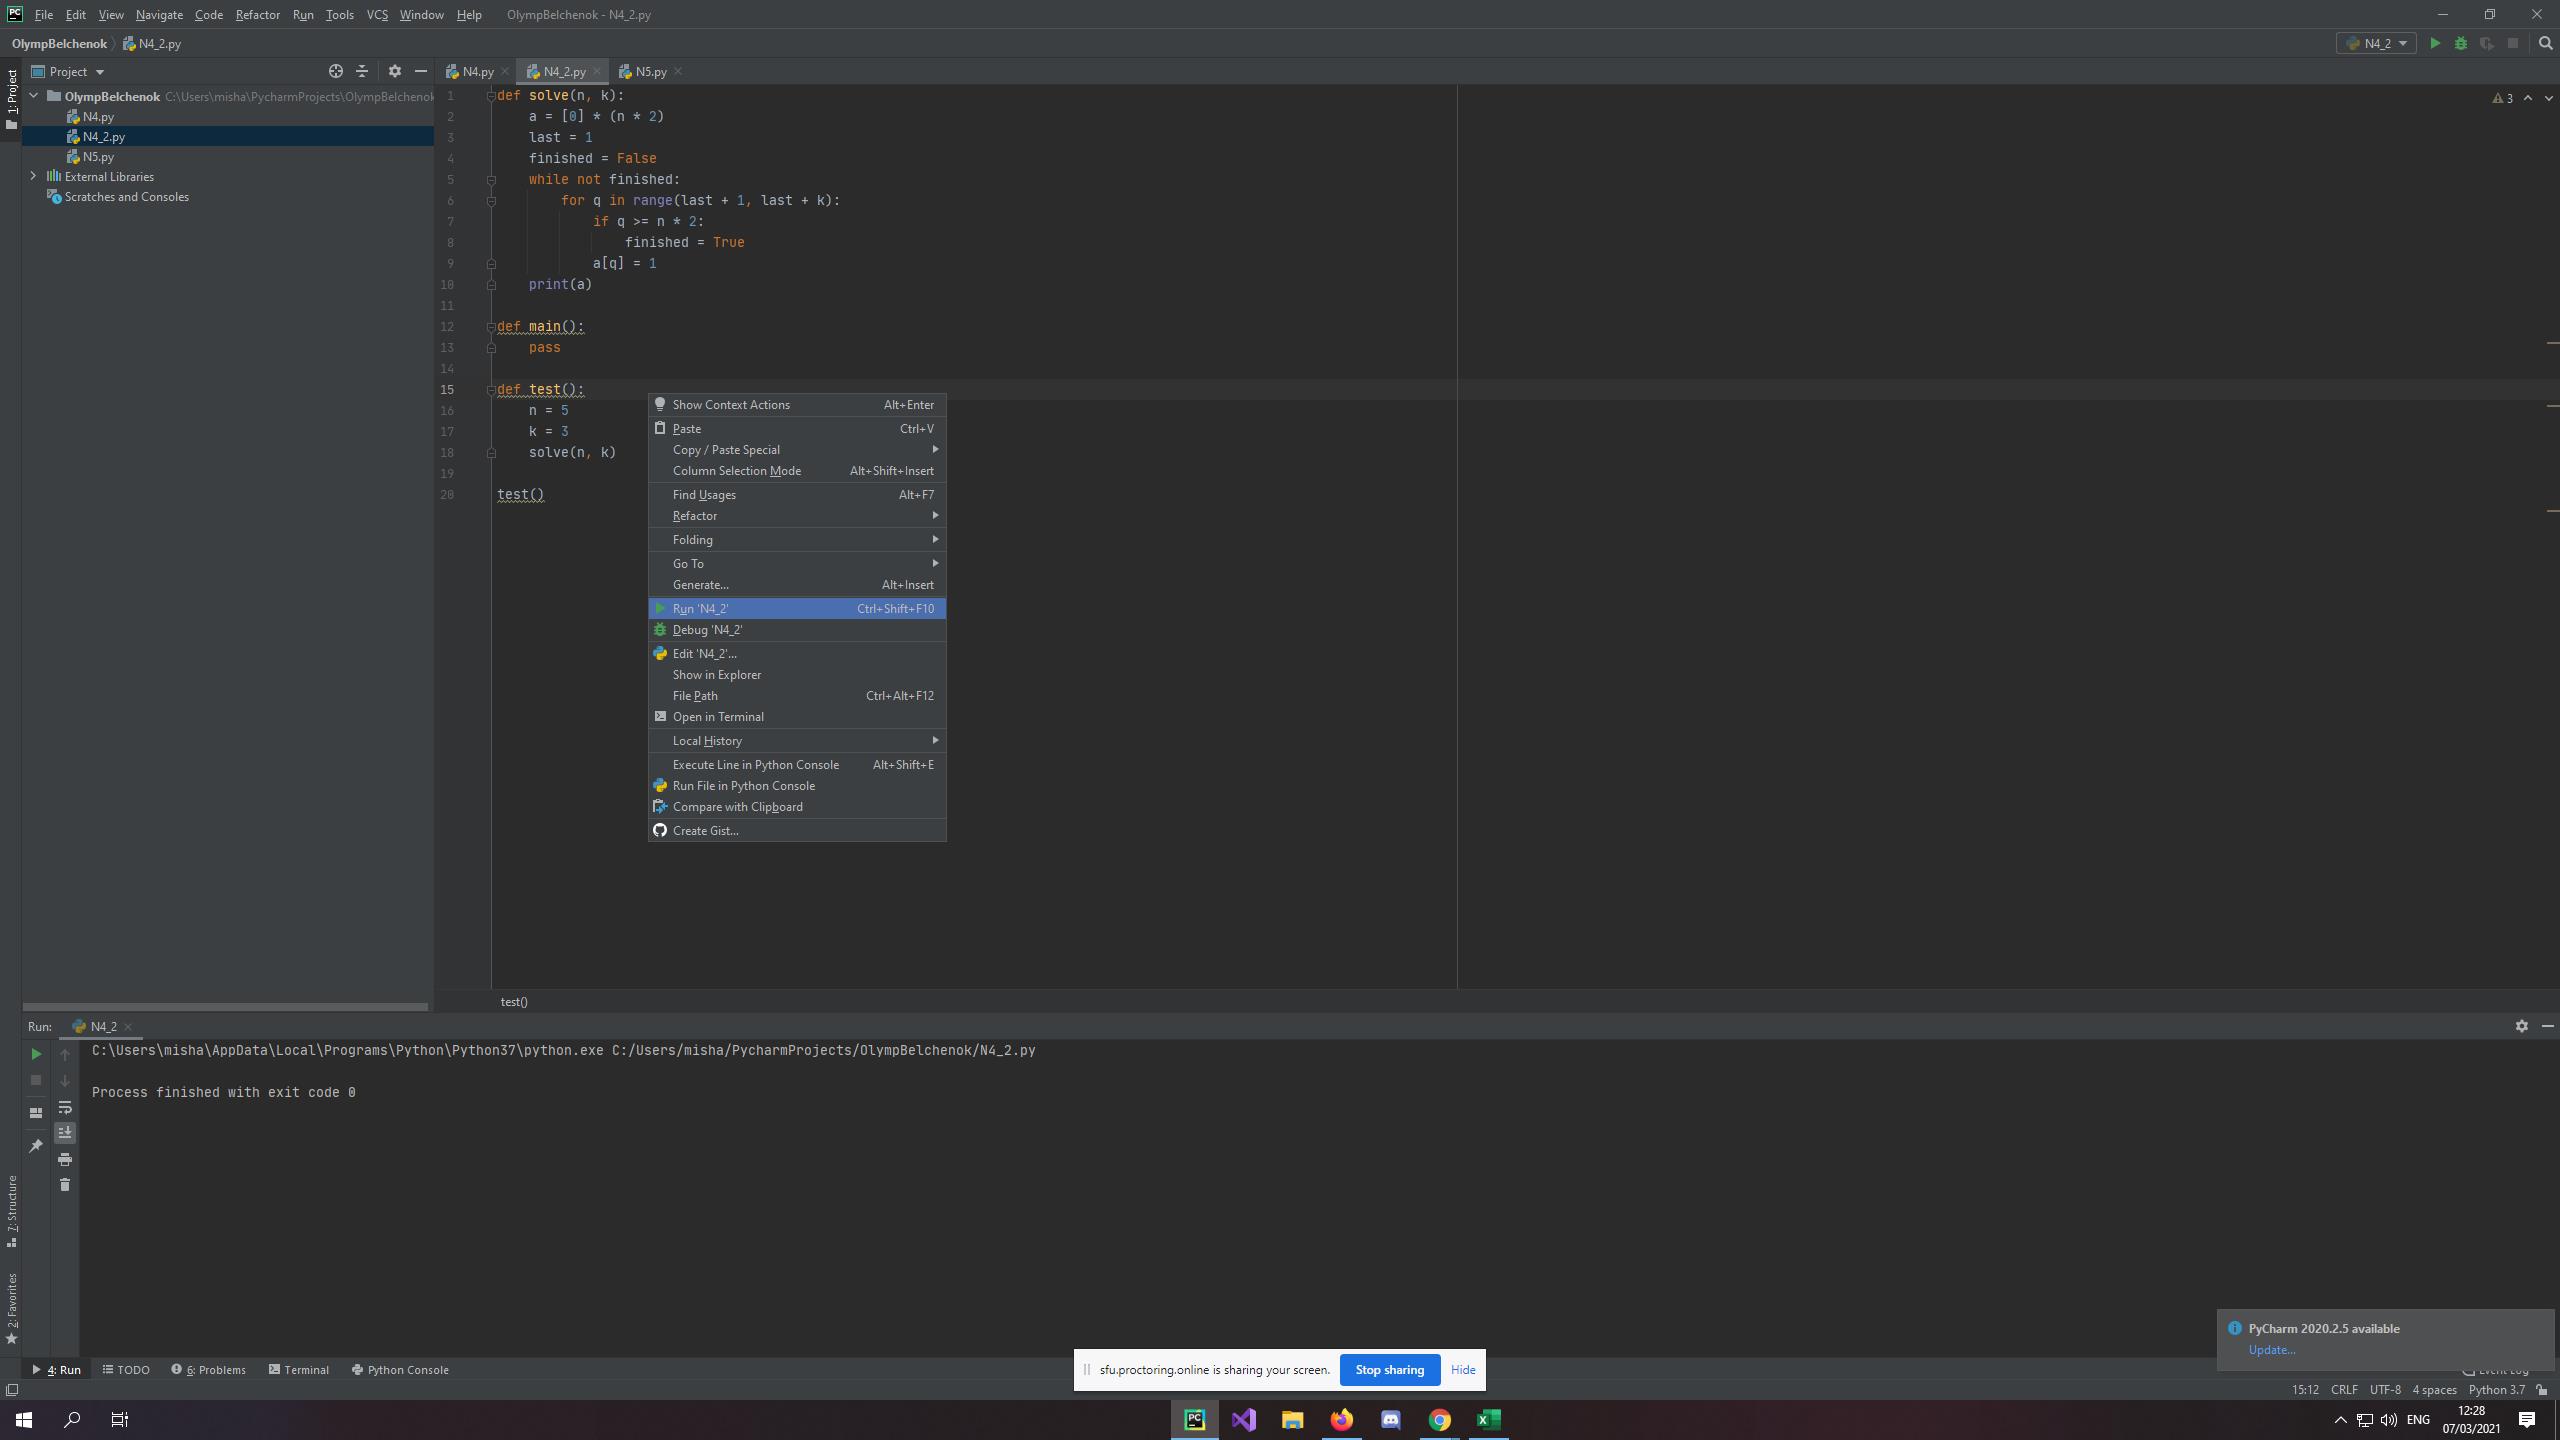 File Edit View Navigate Code Refactor Run Tools VCS Window Help OlympBelchenok - N4_2.py
OlympBelchenok N4_2.py
N4_2
1: Project
Project
OlympBelchenok C:\Users\misha\PycharmProjects\OlympBelchenok
N4.py
N4_2.py
N5.py
External Libraries
Scratches and Consoles
N4.py N4_2.py N5.py
3
1 def solve(n, k):
2 a = [0] * (n * 2)
3 last = 1
4 finished = False
5 while not finished:
6 for q in range(last + 1, last + k):
7 if q >= n * 2:
8 finished = True
9 a[q] = 1
10 print(a)
11
12 def main():
13 pass
14
15 def test():
16 n = 5
17 k = 3
18 solve(n, k)
19
20 test()
Show Context Actions Alt+Enter
Paste Ctrl+V
Copy / Paste Special
Column Selection Mode Alt+Shift+Insert
Find Usages Alt+F7
Refactor
Folding
Go To
Generate... Alt+Insert
Run 'N4_2' Ctrl+Shift+F10
Debug 'N4_2'
Edit 'N4_2'...
Show in Explorer
File Path Ctrl+Alt+F12
Open in Terminal
Local History
Execute Line in Python Console Alt+Shift+E
Run File in Python Console
Compare with Clipboard
Create Gist...
test()
Run: N4_2
C:\Users\misha\AppData\Local\Programs\Python\Python37\python.exe C:/Users/misha/PycharmProjects/OlympBelchenok/N4_2.py
Process finished with exit code 0
7: Structure
2: Favorites
PyCharm 2020.2.5 available
Update...
4: Run TODO 6: Problems Terminal Python Console
Event Log
sfu.proctoring.online is sharing your screen. Stop sharing Hide
15:12 CRLF UTF-8 4 spaces Python 3.7
ENG
12:28
07/03/2021